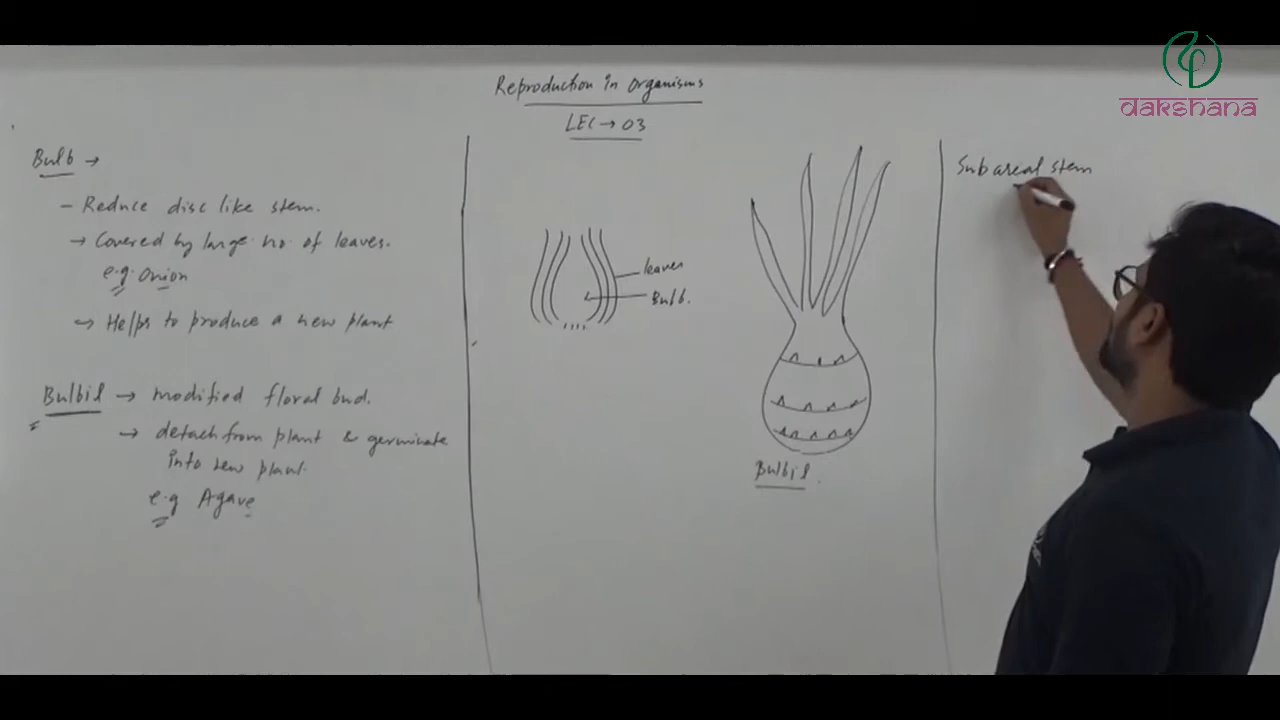 dakshana
Reproduction in organisms
LEC → 03
Bulb →
- Reduce disc like stem.
→ Covered by large no. of leaves.
e.g. Onion
↪ Helps to produce a new plant
Bulbil → modified floral bud.
→ detach from plant & germinate
into new plant.
e.g Agave
leaves
Bulb.
Bulbil.
Sub areal stem